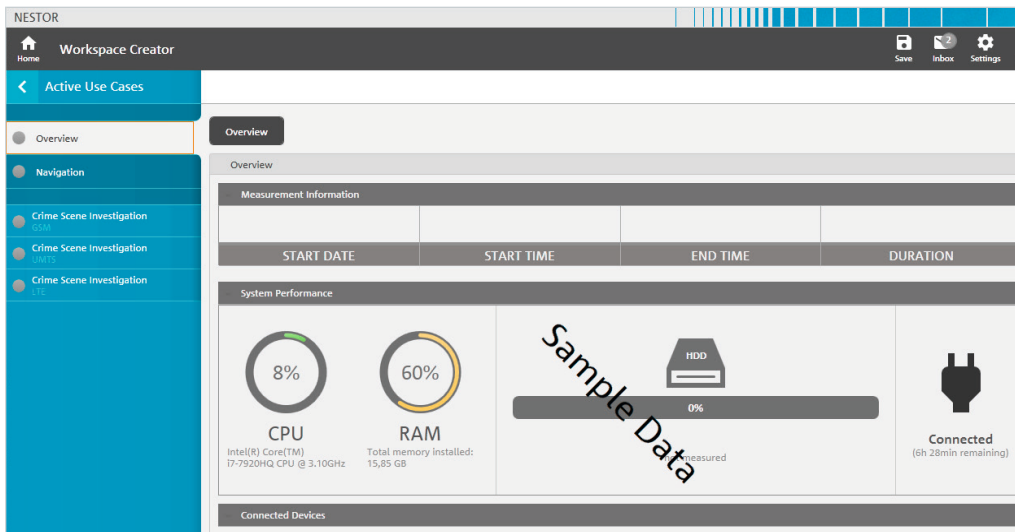 NESTOR
Home
Workspace Creator
Save
2
Inbox
Settings
Active Use Cases
Overview
Navigation
Crime Scene Investigation
GSM
Crime Scene Investigation
UMTS
Crime Scene Investigation
LTE
Overview
Overview
Measurement Information
START DATE
START TIME
END TIME
DURATION
System Performance
8%
CPU
Intel(R) Core(TM)
i7-7920HQ CPU @ 3.10GHz
60%
RAM
Total memory installed:
15,85 GB
HDD
0%
measured
Sample Data
Connected
(6h 28min remaining)
Connected Devices